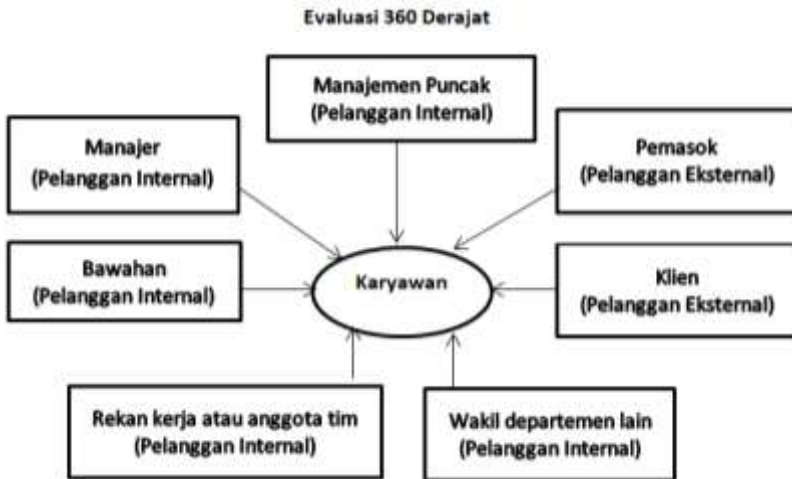 Evaluasi 360 Derajat
Manajemen Puncak
(Pelanggan Internal)
Manajer
(Pelanggan Internal)
Pemasok
(Pelanggan Eksternal)
Bawahan
(Pelanggan Internal)
Karyawan
Klien
(Pelanggan Eksternal)
Rekan kerja atau anggota tim
(Pelanggan Internal)
Wakil departemen lain
(Pelanggan Internal)